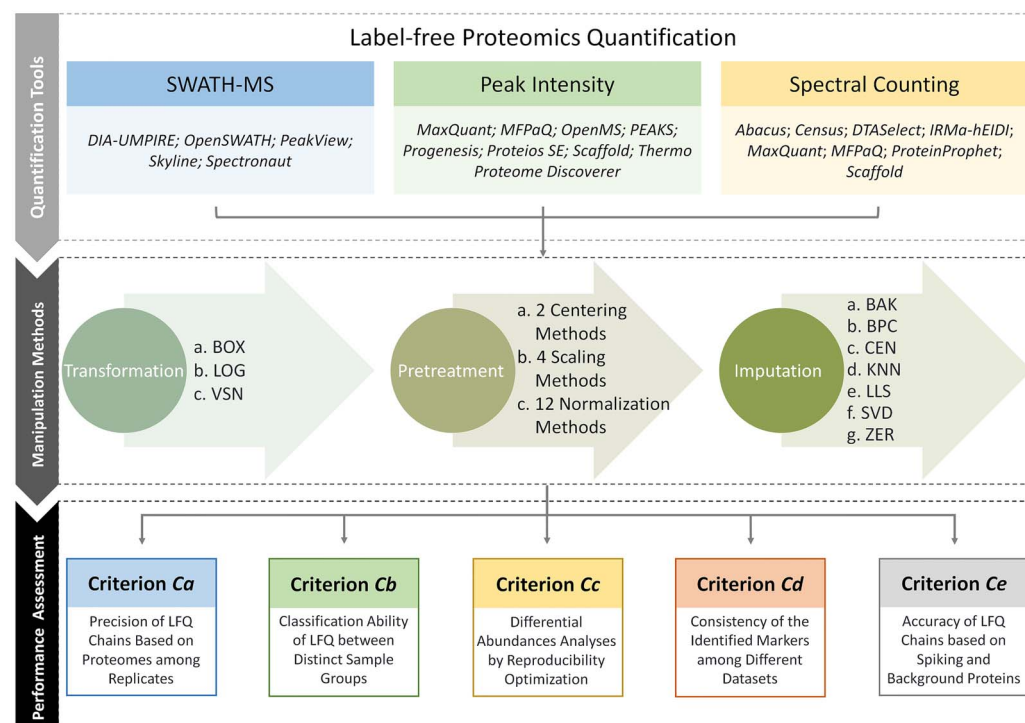 Quantification Tools
Label-free Proteomics Quantification
SWATH-MS
DIA-UMPIRE; OpenSWATH; PeakView;
Skyline; Spectronaut
Peak Intensity
MaxQuant; MFPaQ; OpenMS; PEAKS;
Progenesis; Proteios SE; Scaffold; Thermo
Proteome Discoverer
Spectral Counting
Abacus; Census; DTASelect; IRMa-hEIDI;
MaxQuant; MFPaQ; ProteinProphet;
Scaffold
Manipulation Methods
Transformation
a. BOX
b. LOG
c. VSN
Pretreatment
a. 2 Centering
Methods
b. 4 Scaling
Methods
c. 12 Normalization
Methods
Imputation
a. BAK
b. BPC
c. CEN
d. KNN
e. LLS
f. SVD
g. ZER
Performance Assessment
Criterion Ca
Precision of LFQ
Chains Based on
Proteomes among
Replicates
Criterion Cb
Classification Ability
of LFQ between
Distinct Sample
Groups
Criterion Cc
Differential
Abundances Analyses
by Reproducibility
Optimization
Criterion Cd
Consistency of the
Identified Markers
among Different
Datasets
Criterion Ce
Accuracy of LFQ
Chains based on
Spiking and
Background Proteins